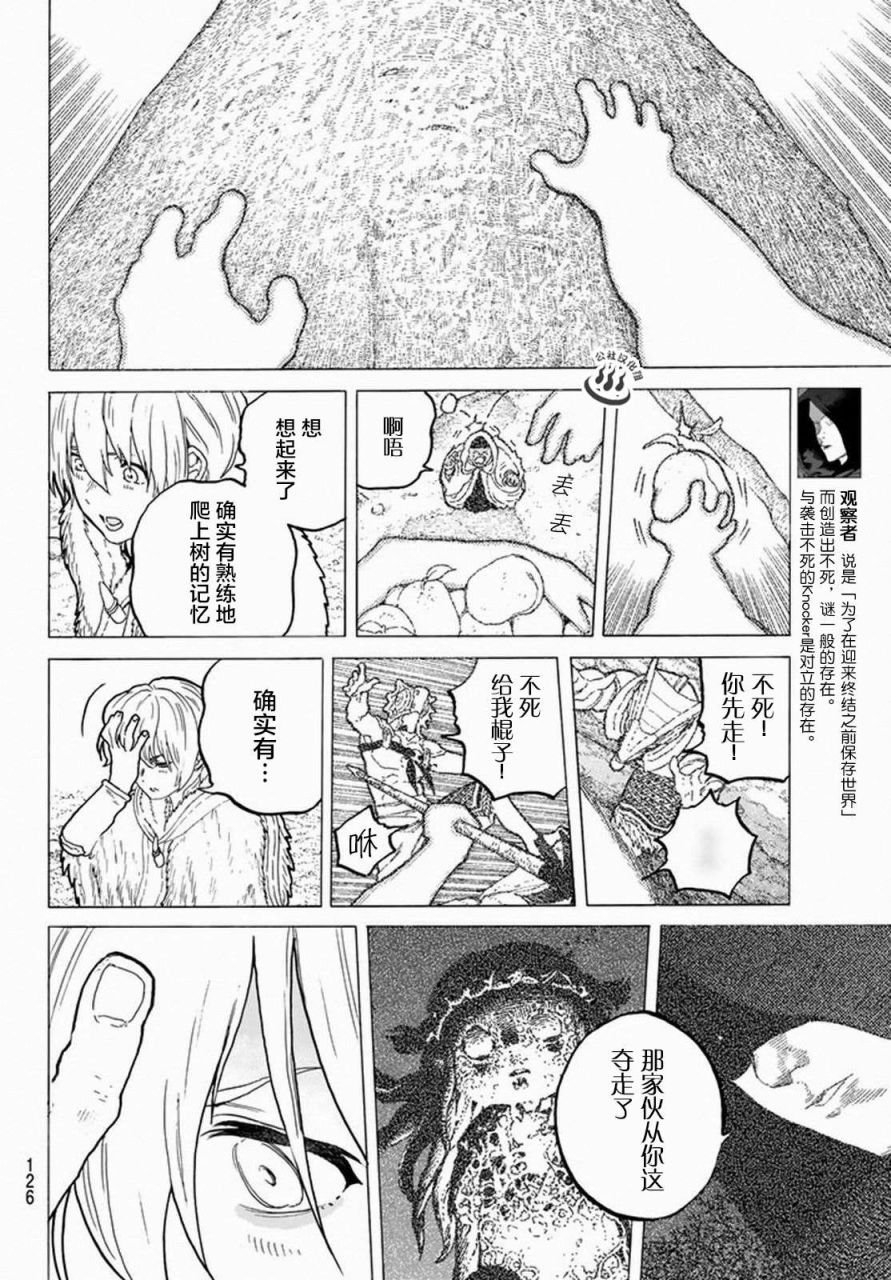 公社汉化组
观察者 说是「为了在迎来终结之前保存世界」
而创造出不死，谜一般的存在。
与袭击不死的Knocker是对立的存在。
丢
丢
啊唔
想
想起来了
确实有熟练地
爬上树的记忆
不死！
你先走！
不死
给我棍子！
咻
确实有…
那家伙从你这
夺走了
126